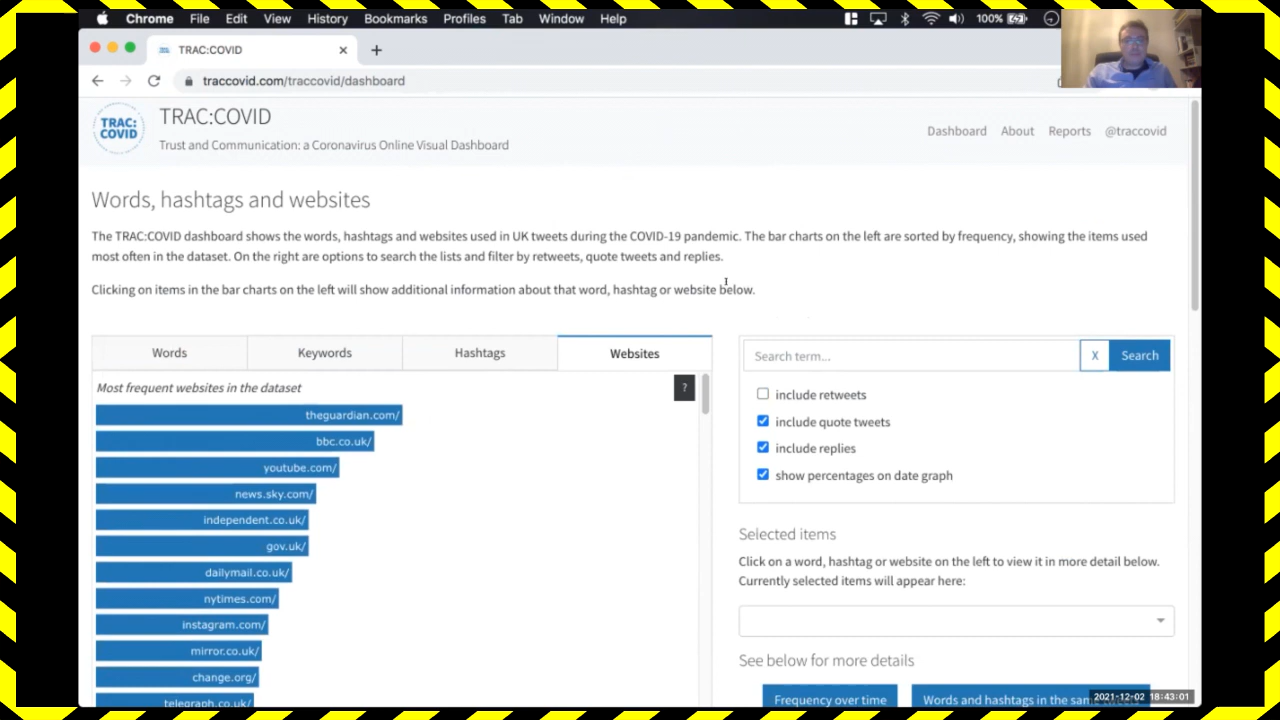 Chrome File Edit View History Bookmarks Profiles Tab Window Help 100%
TRAC:COVID
traccovid.com/traccovid/dashboard
TRAC:
COVID
TRAC:COVID
Trust and Communication: a Coronavirus Online Visual Dashboard
Dashboard About Reports @traccovid
Words, hashtags and websites
The TRAC:COVID dashboard shows the words, hashtags and websites used in UK tweets during the COVID-19 pandemic. The bar charts on the left are sorted by frequency, showing the items used
most often in the dataset. On the right are options to search the lists and filter by retweets, quote tweets and replies.
Clicking on items in the bar charts on the left will show additional information about that word, hashtag or website below.
Words Keywords Hashtags Websites
Most frequent websites in the dataset ?
theguardian.com/
bbc.co.uk/
youtube.com/
news.sky.com/
independent.co.uk/
gov.uk/
dailymail.co.uk/
nytimes.com/
instagram.com/
mirror.co.uk/
change.org/
telegraph.co.uk/
Search term... X Search
include retweets
include quote tweets
include replies
show percentages on date graph
Selected items
Click on a word, hashtag or website on the left to view it in more detail below.
Currently selected items will appear here:
See below for more details
Frequency over time
Words and hashtags in the
2021-12-02 18:43:01